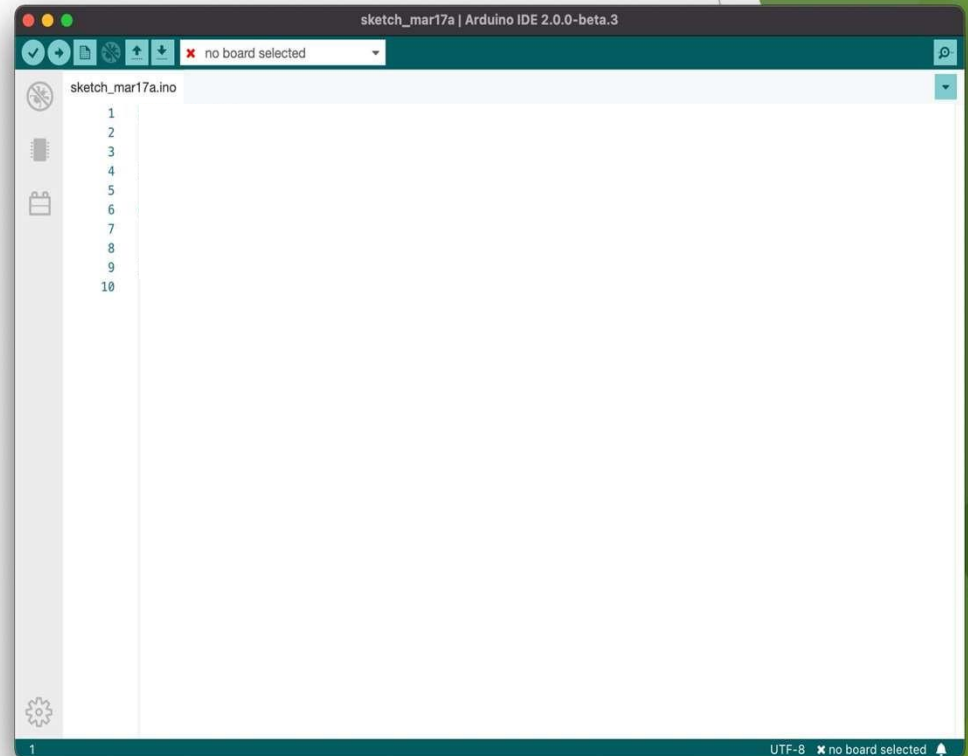 sketch_mar17a | Arduino IDE 2.0.0-beta.3
no board selected
sketch_mar17a.ino
1
2
3
4
5
6
7
8
9
10
1 UTF-8 no board selected